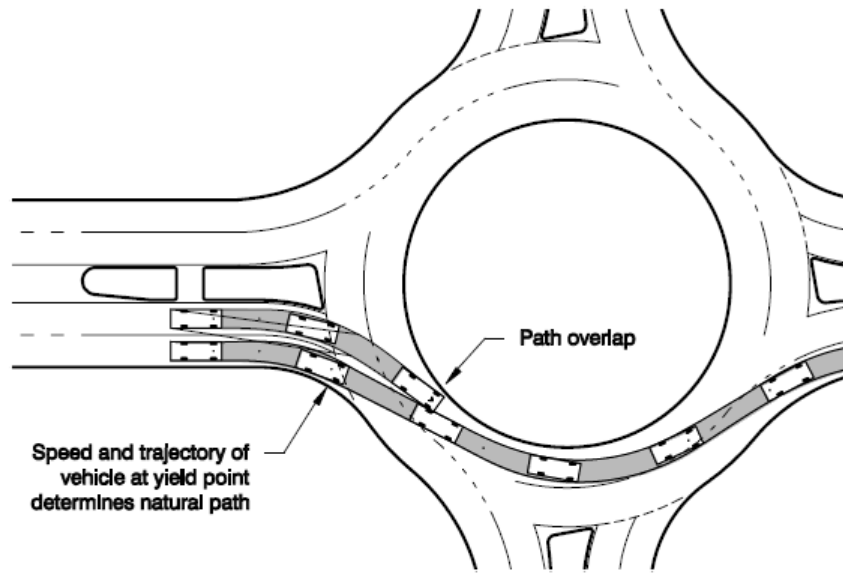 Path overlap
Speed and trajectory of
vehicle at yield point
determines natural path